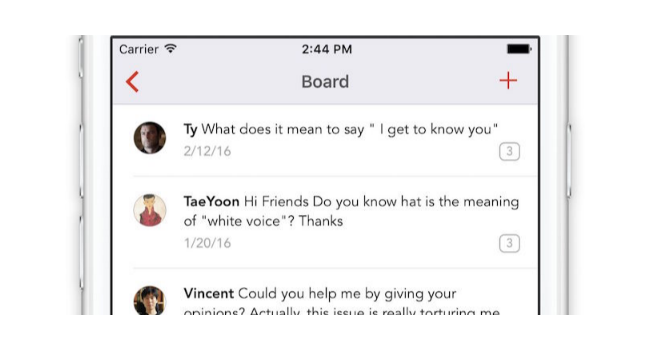 Carrier 2:44 PM
Board
Ty What does it mean to say " I get to know you"
2/12/16 3
TaeYoon Hi Friends Do you know hat is the meaning
of "white voice"? Thanks
1/20/16 3
Vincent Could you help me by giving your
opinions? Actually, this issue is really torturing me